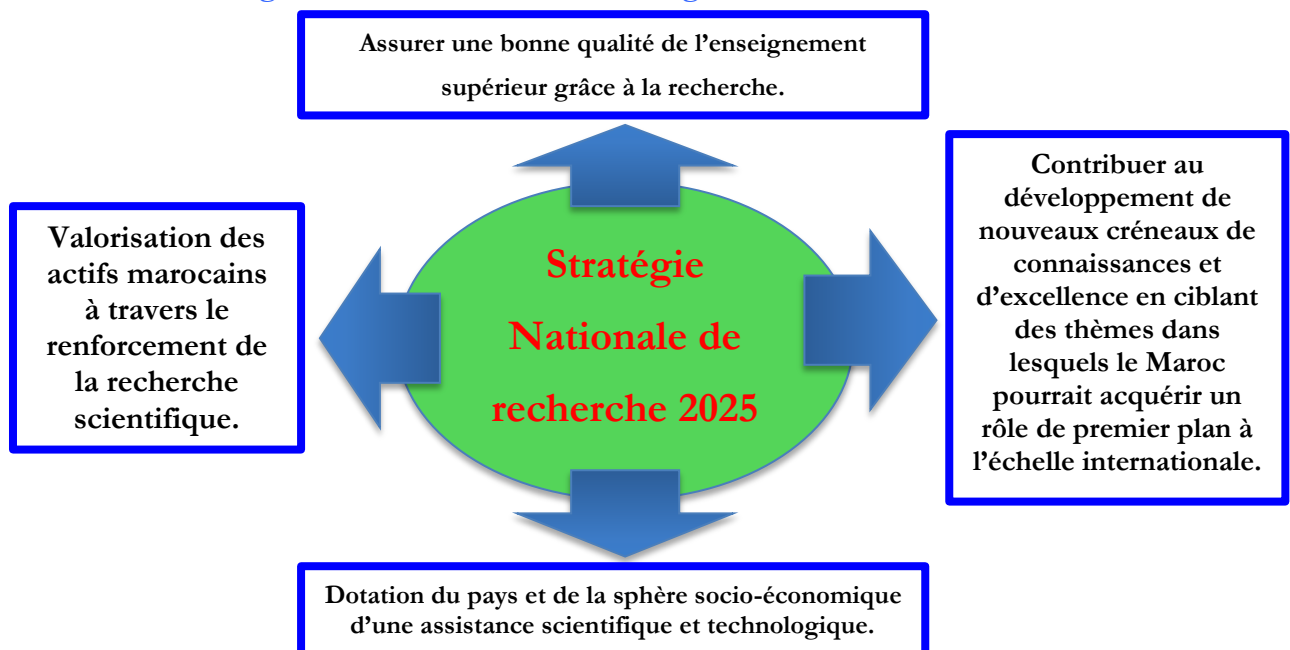 Assurer une bonne qualité de l’enseignement
supérieur grâce à la recherche.
Valorisation des
actifs marocains
à travers le
renforcement de
la recherche
scientifique.
Stratégie
Nationale de
recherche 2025
Contribuer au
développement de
nouveaux créneaux de
connaissances et
d’excellence en ciblant
des thèmes dans
lesquels le Maroc
pourrait acquérir un
rôle de premier plan à
l’échelle internationale.
Dotation du pays et de la sphère socio-économique
d’une assistance scientifique et technologique.